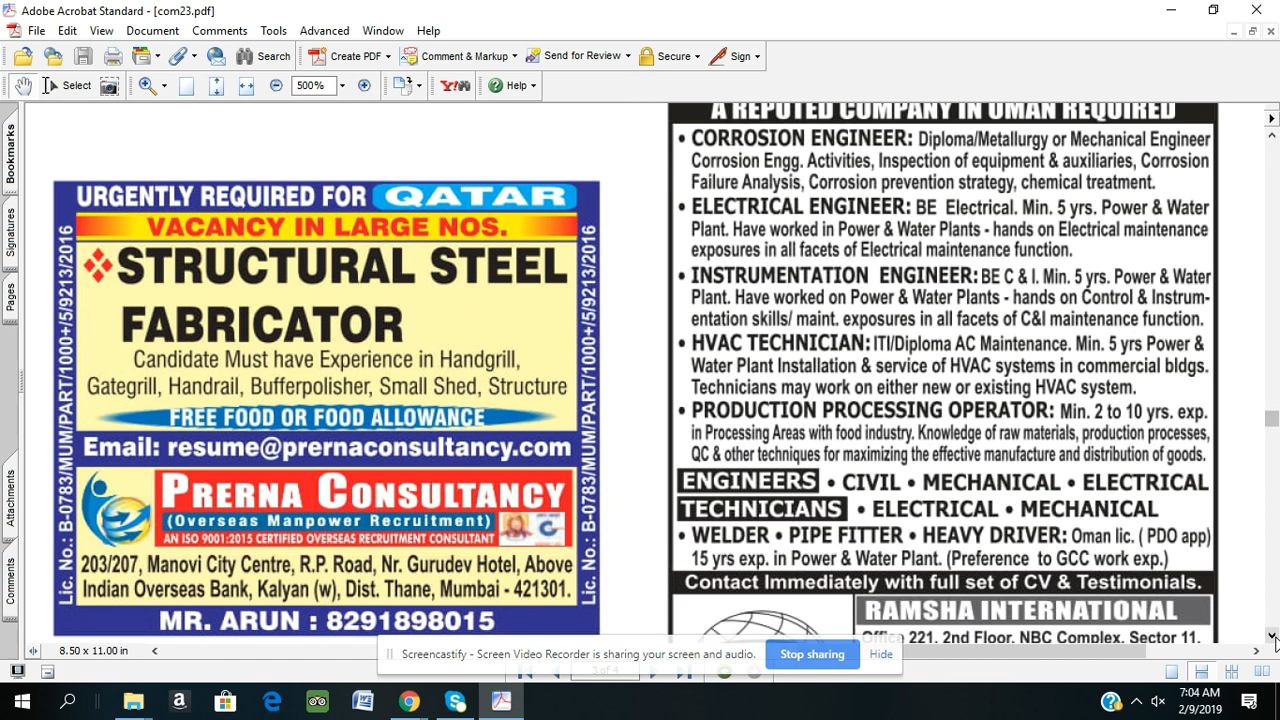 Adobe Acrobat Standard - [com23.pdf]
File Edit View Document Comments Tools Advanced Window Help
Search Create PDF Comment & Markup Send for Review Secure Sign
Select 500% Y! Help
Bookmarks
Signatures
Pages
Attachments
Comments
URGENTLY REQUIRED FOR QATAR
VACANCY IN LARGE NOS.
STRUCTURAL STEEL
FABRICATOR
Candidate Must have Experience in Handgrill,
Gategrill, Handrail, Bufferpolisher, Small Shed, Structure
FREE FOOD OR FOOD ALLOWANCE
Email: resume@prernaconsultancy.com
PRERNA CONSULTANCY
(Overseas Manpower Recruitment)
AN ISO 9001:2015 CERTIFIED OVERSEAS RECRUITMENT CONSULTANT
203/207, Manovi City Centre, R.P. Road, Nr. Gurudev Hotel, Above
Indian Overseas Bank, Kalyan (w), Dist. Thane, Mumbai - 421301.
MR. ARUN : 8291898015
Lic. No.: B-0783/MUM/PART/1000+/5/9213/2016
Lic. No.: B-0783/MUM/PART/1000+/5/9213/2016
A REPUTED COMPANY IN OMAN REQUIRED
• CORROSION ENGINEER: Diploma/Metallurgy or Mechanical Engineer
Corrosion Engg. Activities, Inspection of equipment & auxiliaries, Corrosion
Failure Analysis, Corrosion prevention strategy, chemical treatment.
• ELECTRICAL ENGINEER: BE Electrical. Min. 5 yrs. Power & Water
Plant. Have worked in Power & Water Plants - hands on Electrical maintenance
exposures in all facets of Electrical maintenance function.
• INSTRUMENTATION ENGINEER: BE C & I. Min. 5 yrs. Power & Water
Plant. Have worked on Power & Water Plants - hands on Control & Instrum-
entation skills/ maint. exposures in all facets of C&I maintenance function.
• HVAC TECHNICIAN: ITI/Diploma AC Maintenance. Min. 5 yrs Power &
Water Plant Installation & service of HVAC systems in commercial bldgs.
Technicians may work on either new or existing HVAC system.
• PRODUCTION PROCESSING OPERATOR: Min. 2 to 10 yrs. exp.
in Processing Areas with food industry. Knowledge of raw materials, production processes,
QC & other techniques for maximizing the effective manufacture and distribution of goods.
ENGINEERS • CIVIL • MECHANICAL • ELECTRICAL
TECHNICIANS • ELECTRICAL • MECHANICAL
• WELDER • PIPE FITTER • HEAVY DRIVER: Oman lic. ( PDO app)
15 yrs exp. in Power & Water Plant. (Preference to GCC work exp.)
Contact Immediately with full set of CV & Testimonials.
RAMSHA INTERNATIONAL
Office 221, 2nd Floor, NBC Complex, Sector 11,
8.50 x 11.00 in
Screencastify - Screen Video Recorder is sharing your screen and audio. Stop sharing Hide
3 of 4
7:04 AM
2/9/2019